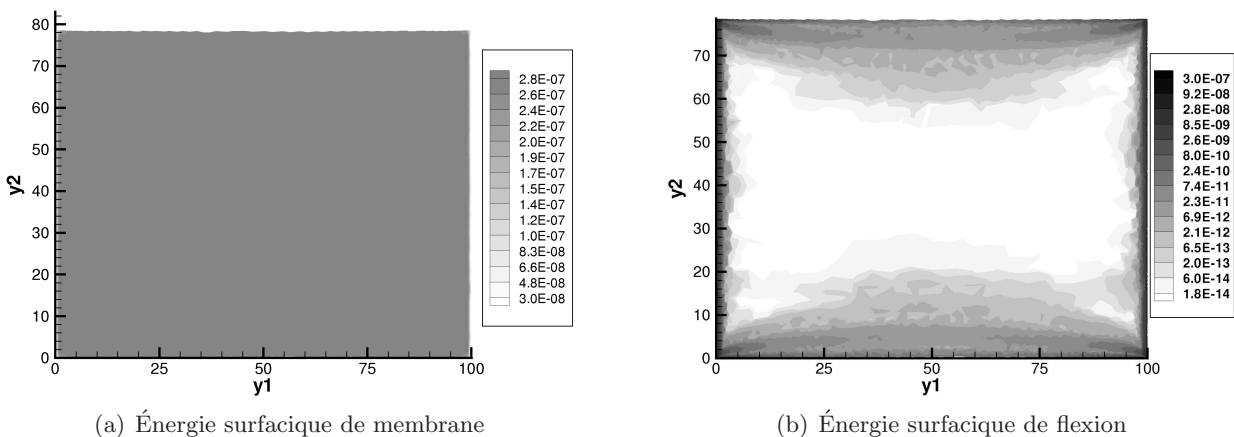 80
70
60
50
40
30
20
10
0
y2
0
25
50
75
100
y1
2.8E-07
2.6E-07
2.4E-07
2.2E-07
2.0E-07
1.9E-07
1.7E-07
1.5E-07
1.4E-07
1.2E-07
1.0E-07
8.3E-08
6.6E-08
4.8E-08
3.0E-08
(a) Énergie surfacique de membrane
70
60
50
40
30
20
10
0
y2
0
25
50
75
100
y1
3.0E-07
9.2E-08
2.8E-08
8.5E-09
2.6E-09
8.0E-10
2.4E-10
7.4E-11
2.3E-11
6.9E-12
2.1E-12
6.5E-13
2.0E-13
6.0E-14
1.8E-14
(b) Énergie surfacique de flexion